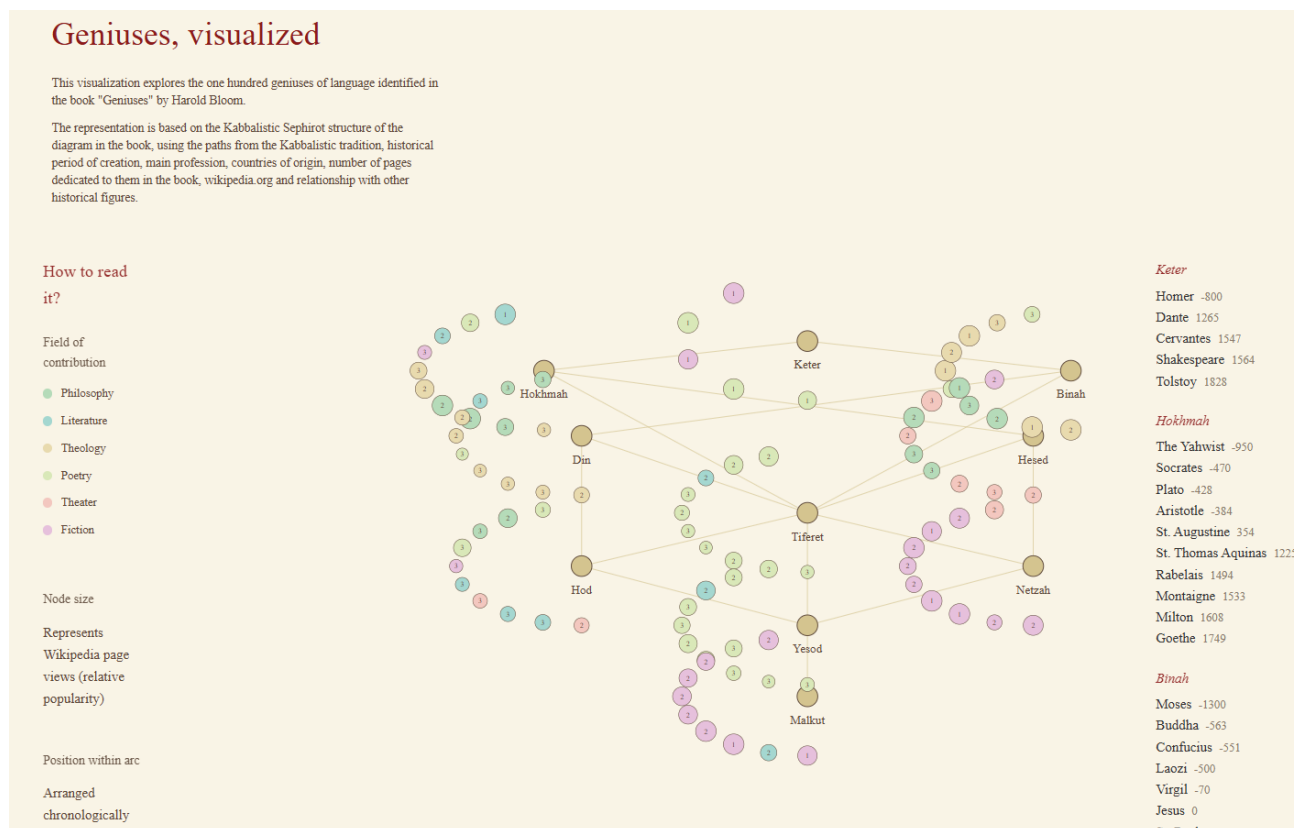 Geniuses, visualized
This visualization explores the one hundred geniuses of language identified in
the book "Geniuses" by Harold Bloom.
The representation is based on the Kabbalistic Sephirot structure of the
diagram in the book, using the paths from the Kabbalistic tradition, historical
period of creation, main profession, countries of origin, number of pages
dedicated to them in the book, wikipedia.org and relationship with other
historical figures.
How to read
it?
Field of
contribution
Philosophy
Literature
Theology
Poetry
Theater
Fiction
Node size
Represents
Wikipedia page
views (relative
popularity)
Position within arc
Arranged
chronologically
Keter
Hokhmah
Binah
Din
Hesed
Tiferet
Hod
Netzah
Yesod
Malkut
Keter
Homer -800
Dante 1265
Cervantes 1547
Shakespeare 1564
Tolstoy 1828
Hokhmah
The Yahwist -950
Socrates -470
Plato -428
Aristotle -384
St. Augustine 354
St. Thomas Aquinas 1225
Rabelais 1494
Montaigne 1533
Milton 1608
Goethe 1749
Binah
Moses -1300
Buddha -563
Confucius -551
Laozi -500
Virgil -70
Jesus 0